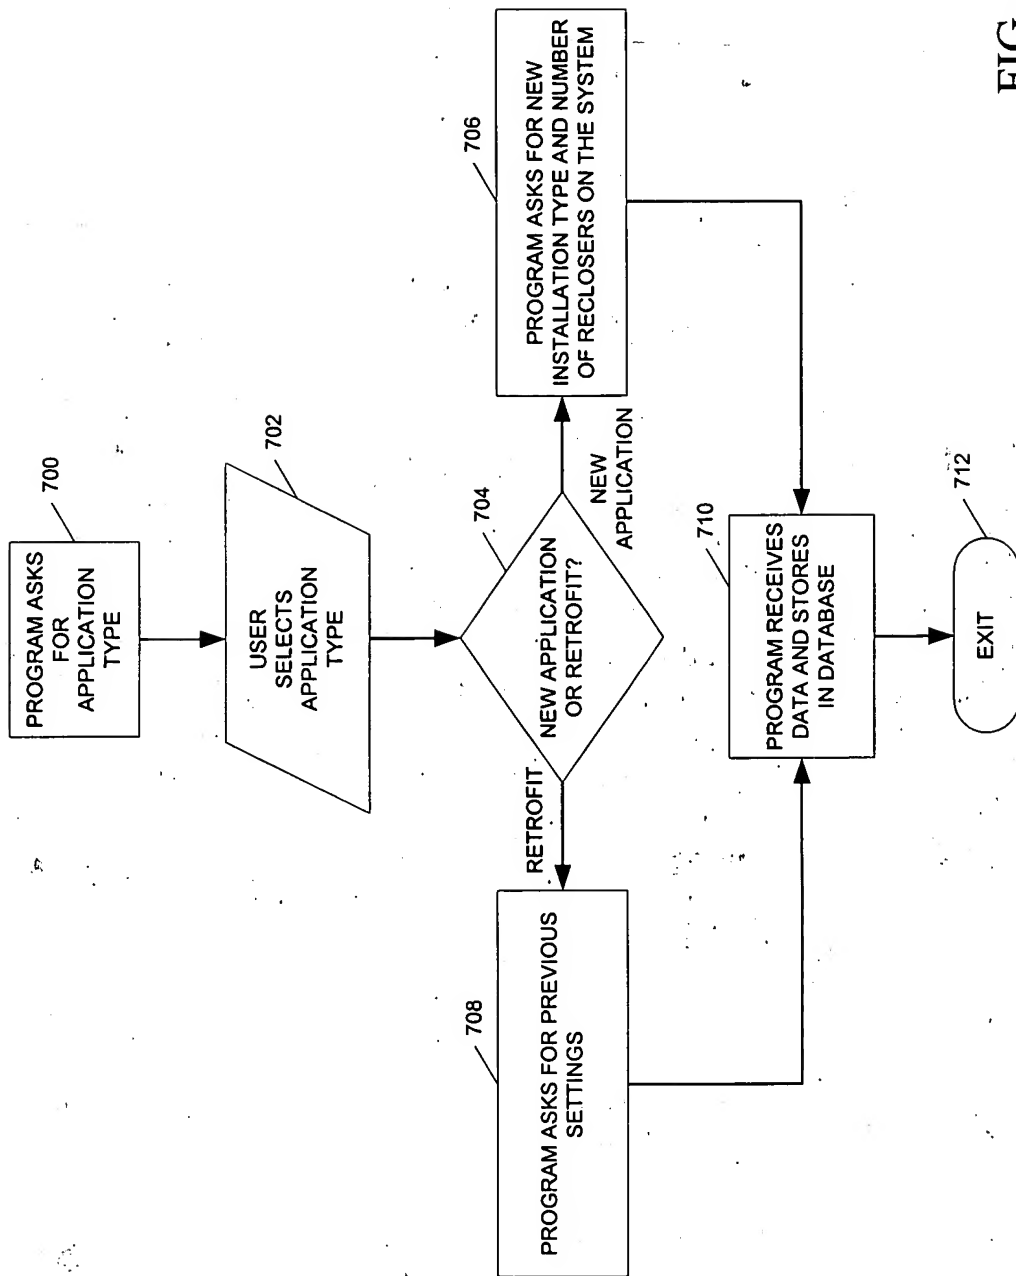 700
PROGRAM ASKS
FOR
APPLICATION
TYPE
702
USER
SELECTS
APPLICATION
TYPE
704
NEW APPLICATION
OR RETROFIT?
RETROFIT
NEW
APPLICATION
708
PROGRAM ASKS FOR PREVIOUS
SETTINGS
706
PROGRAM ASKS FOR NEW
INSTALLATION TYPE AND NUMBER
OF RECLOSERS ON THE SYSTEM
710
PROGRAM RECEIVES
DATA AND STORES
IN DATABASE
712
EXIT
FIG